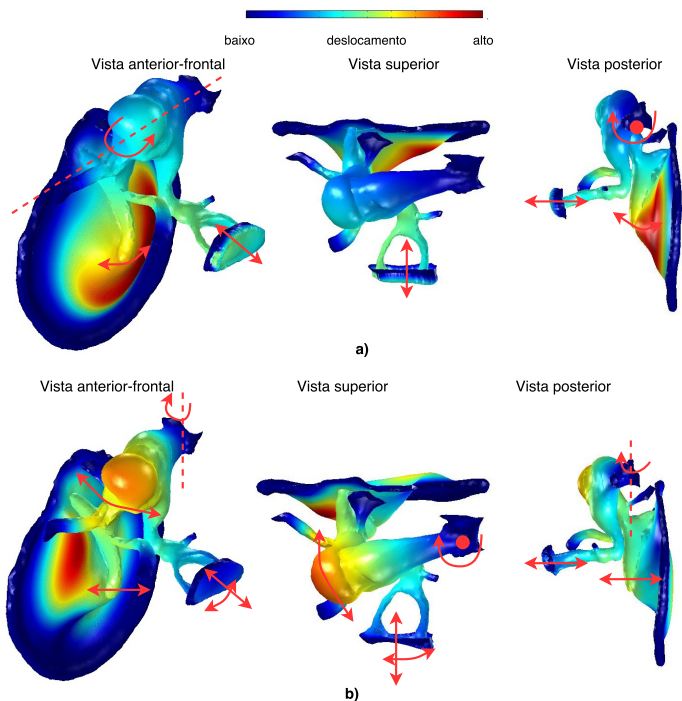 baixo deslocamento alto
Vista anterior-frontal Vista superior Vista posterior
a)
Vista anterior-frontal Vista superior Vista posterior
b)